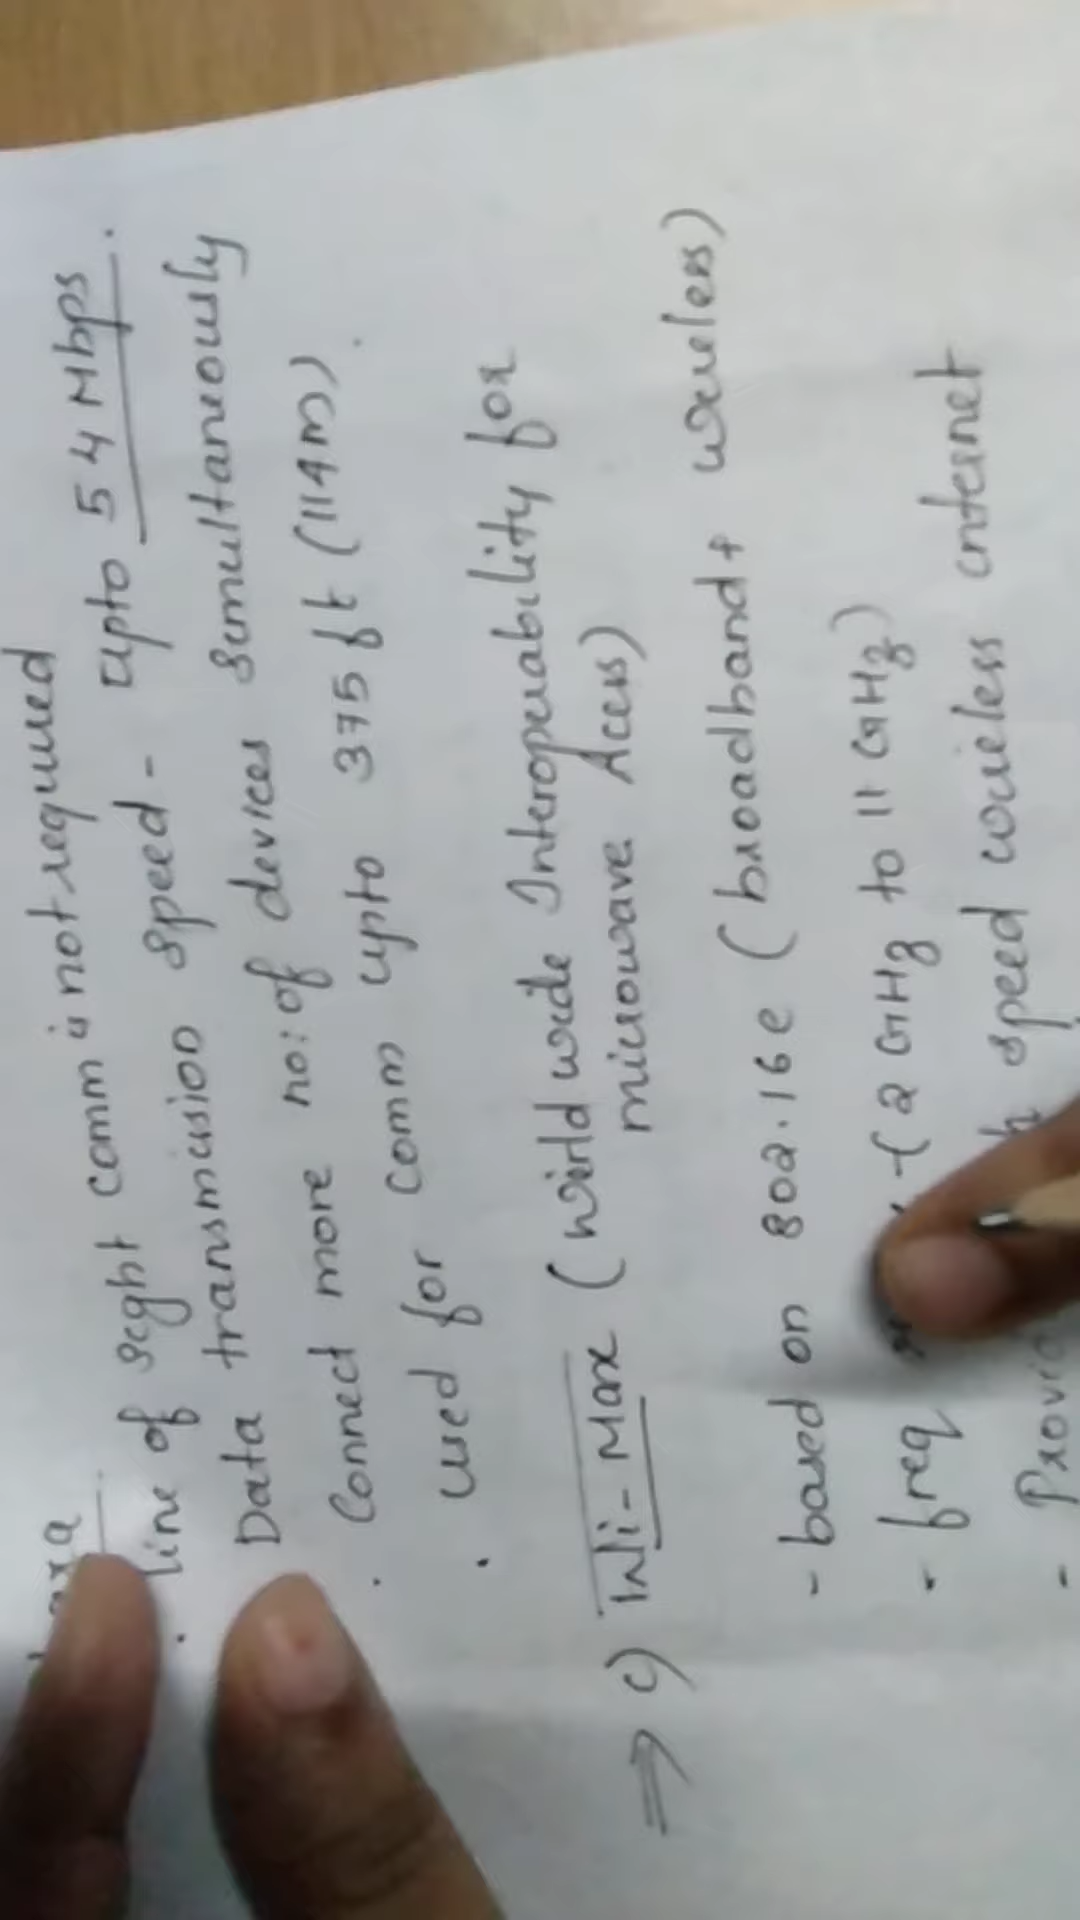 . line of sight comm is not required
Data transmission speed - upto 54 Mbps.
. Connect more no: of devices simultaneously
. used for comm upto 375 ft (114m).
⇒ c) Wi-Max (World wide Interoperability for
microwave Access)
- based on 802.16e (broadband + wireless)
- freq - (2 GHz to 11 GHz)
- speed wireless internet